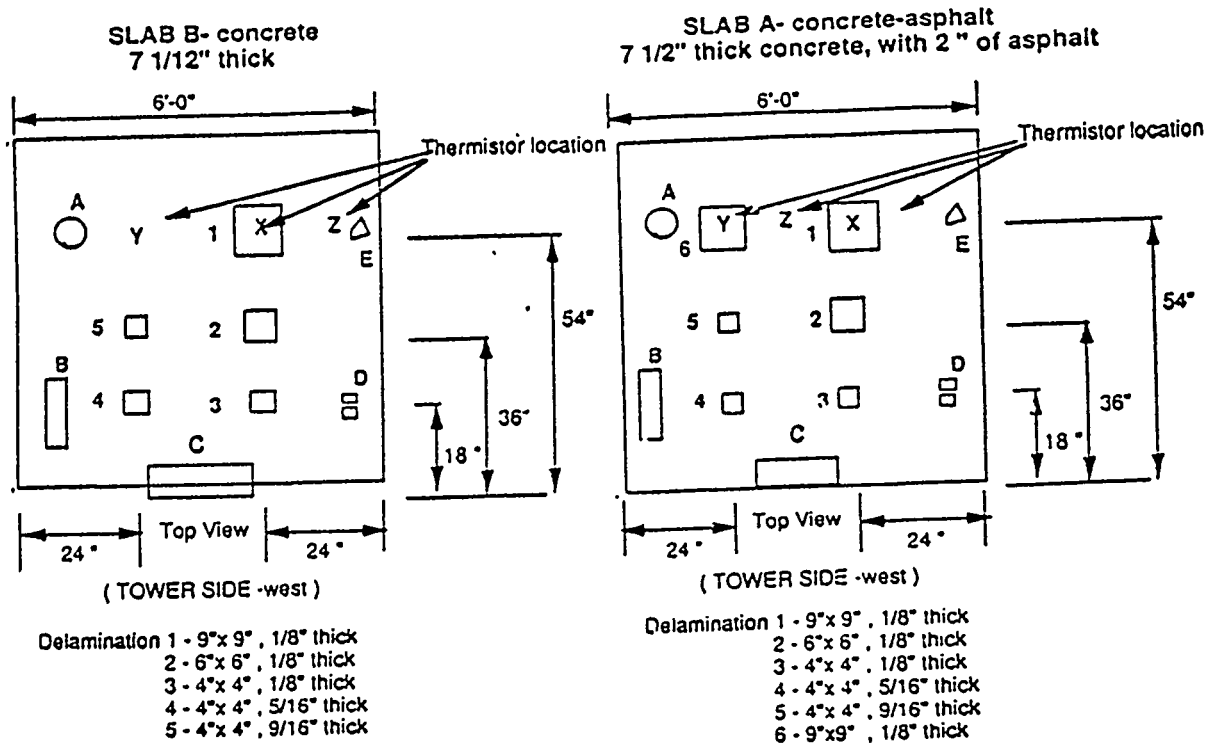 SLAB B- concrete
7 1/12" thick
6'-0"
Thermistor location
A
Y
1
X
Z
E
5
2
54"
B
D
4
3
36"
18 "
C
Top View
24 "
24 "
( TOWER SIDE -west )
Delamination 1 - 9"x 9" , 1/8" thick
2 - 6"x 6" , 1/8" thick
3 - 4"x 4" , 1/8" thick
4 - 4"x 4" , 5/16" thick
5 - 4"x 4" , 9/16" thick
SLAB A- concrete-asphalt
7 1/2" thick concrete, with 2 " of asphalt
6'-0"
Thermistor location
A
6
Y
Z
1
X
E
5
2
54"
B
D
4
3
36"
18 "
C
Top View
24 "
24 "
( TOWER SIDE -west )
Delamination 1 - 9"x 9" , 1/8" thick
2 - 6"x 6" , 1/8" thick
3 - 4"x 4" , 1/8" thick
4 - 4"x 4" , 5/16" thick
5 - 4"x 4" , 9/16" thick
6 - 9"x9" , 1/8" thick